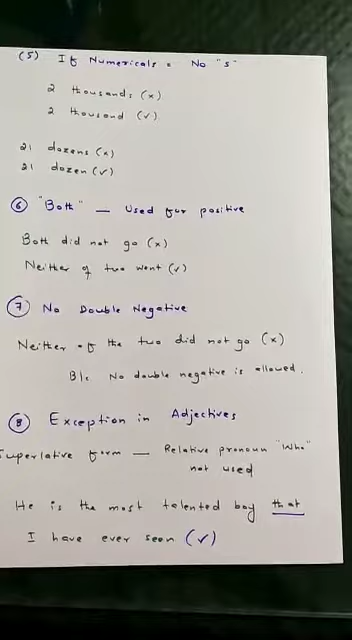 (5) If Numericals = No "s"
2 thousands (x)
2 thousand (✓)
21 dozens (x)
21 dozen (✓)
(6) "Both" — Used for positive
Both did not go (x)
Neither of two went (✓)
(7) No Double Negative
Neither of the two did not go (x)
B/c No double negative is allowed.
(8) Exception in Adjectives
Superlative form — Relative pronoun "Who"
not used
He is the most talented boy that
I have ever seen (✓)